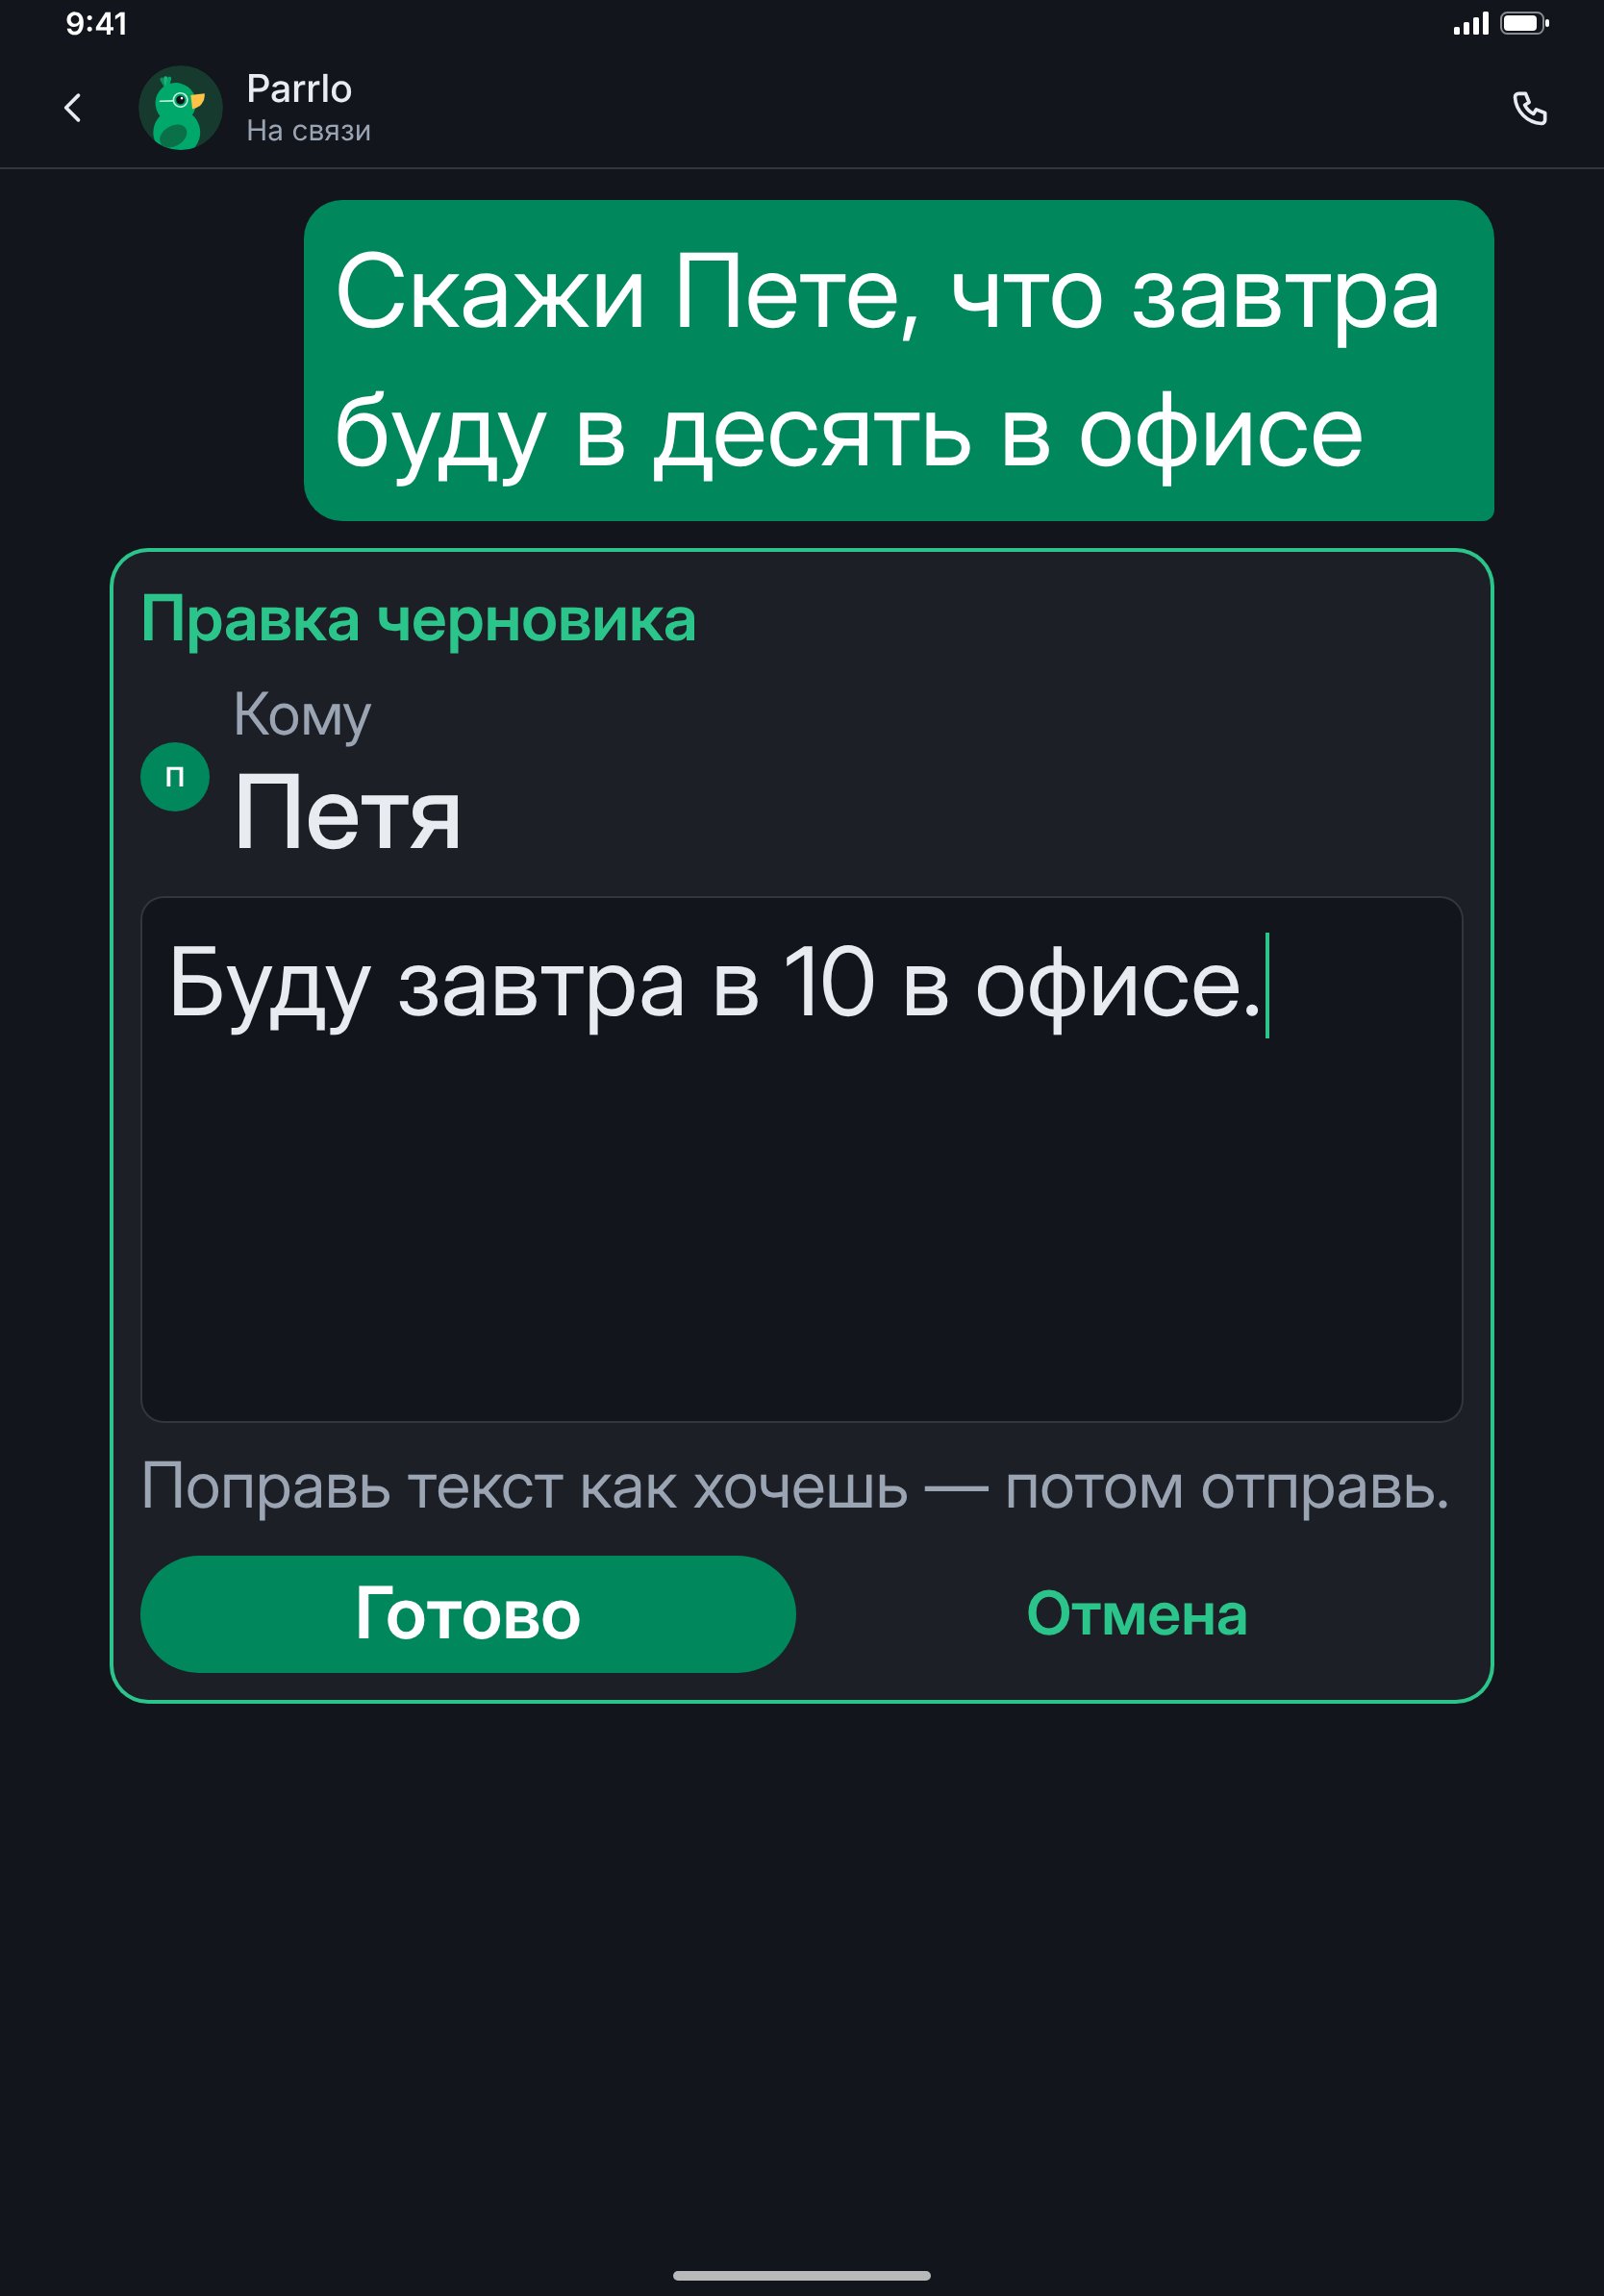 9:41
Parrlo
На связи
Скажи Пете, что завтра
буду в десять в офисе
Правка черновика
Кому
П
Петя
Буду завтра в 10 в офисе.
Поправь текст как хочешь — потом отправь.
Готово
Отмена